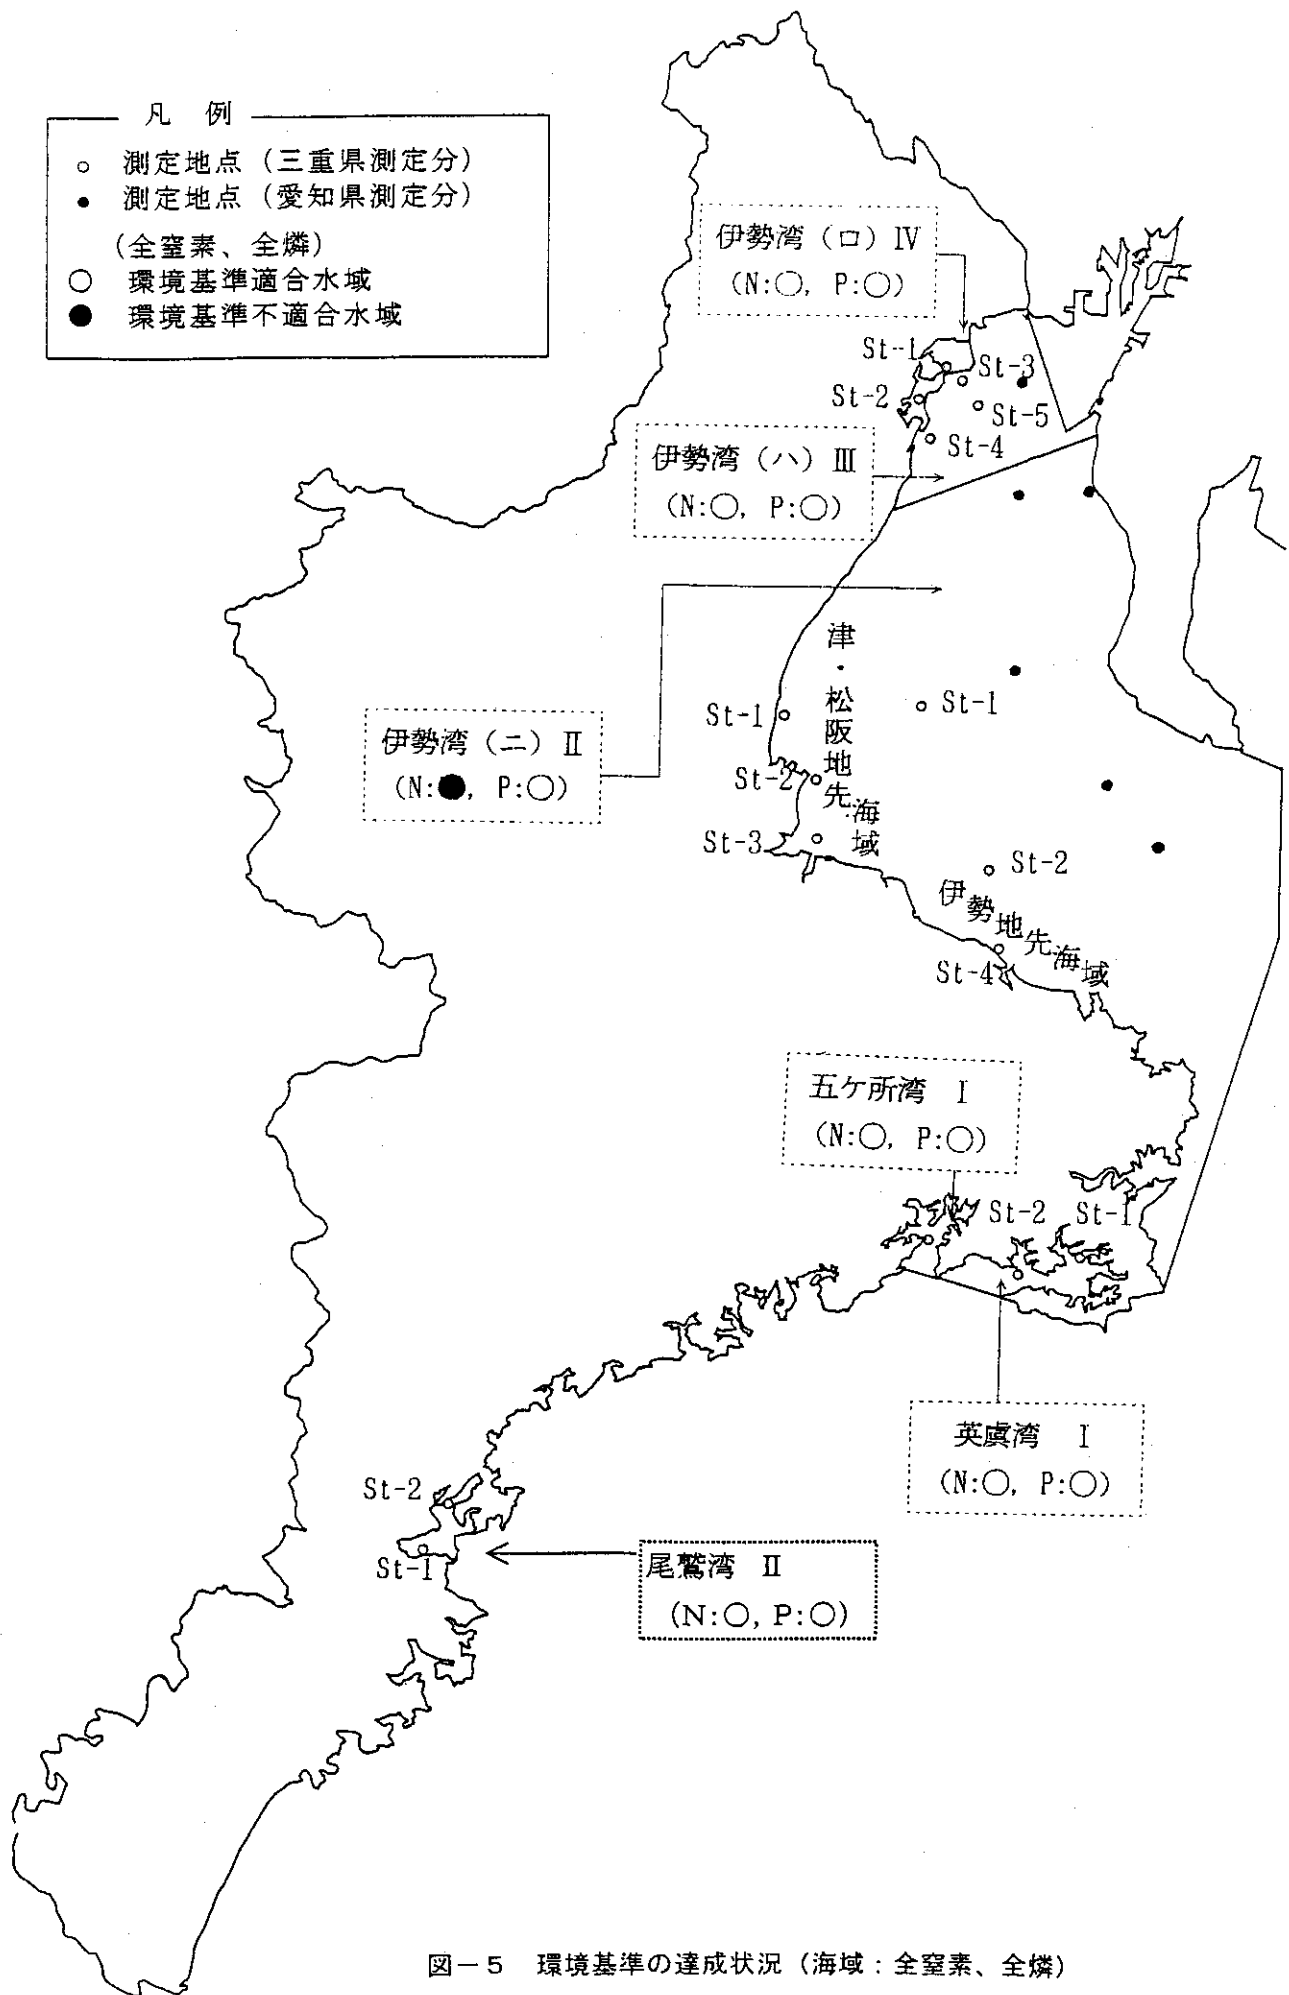 凡 例
○ 測定地点 (三重県測定分)
● 測定地点 (愛知県測定分)
(全窒素、全燐)
○ 環境基準適合水域
● 環境基準不適合水域
伊勢湾 (ロ) Ⅳ
(N:○, P:○)
St-1
St-3
St-2
St-5
St-4
伊勢湾 (ハ) Ⅲ
(N:○, P:○)
津・松阪地先海域
St-1
St-1
伊勢湾 (ニ) Ⅱ
(N:●, P:○)
St-2
St-3
St-2
伊勢地先海域
St-4
五ケ所湾 Ⅰ
(N:○, P:○)
St-2
St-1
英虞湾 Ⅰ
(N:○, P:○)
St-2
St-1
尾鷲湾 Ⅱ
(N:○, P:○)
図-5 環境基準の達成状況 (海域:全窒素、全燐)